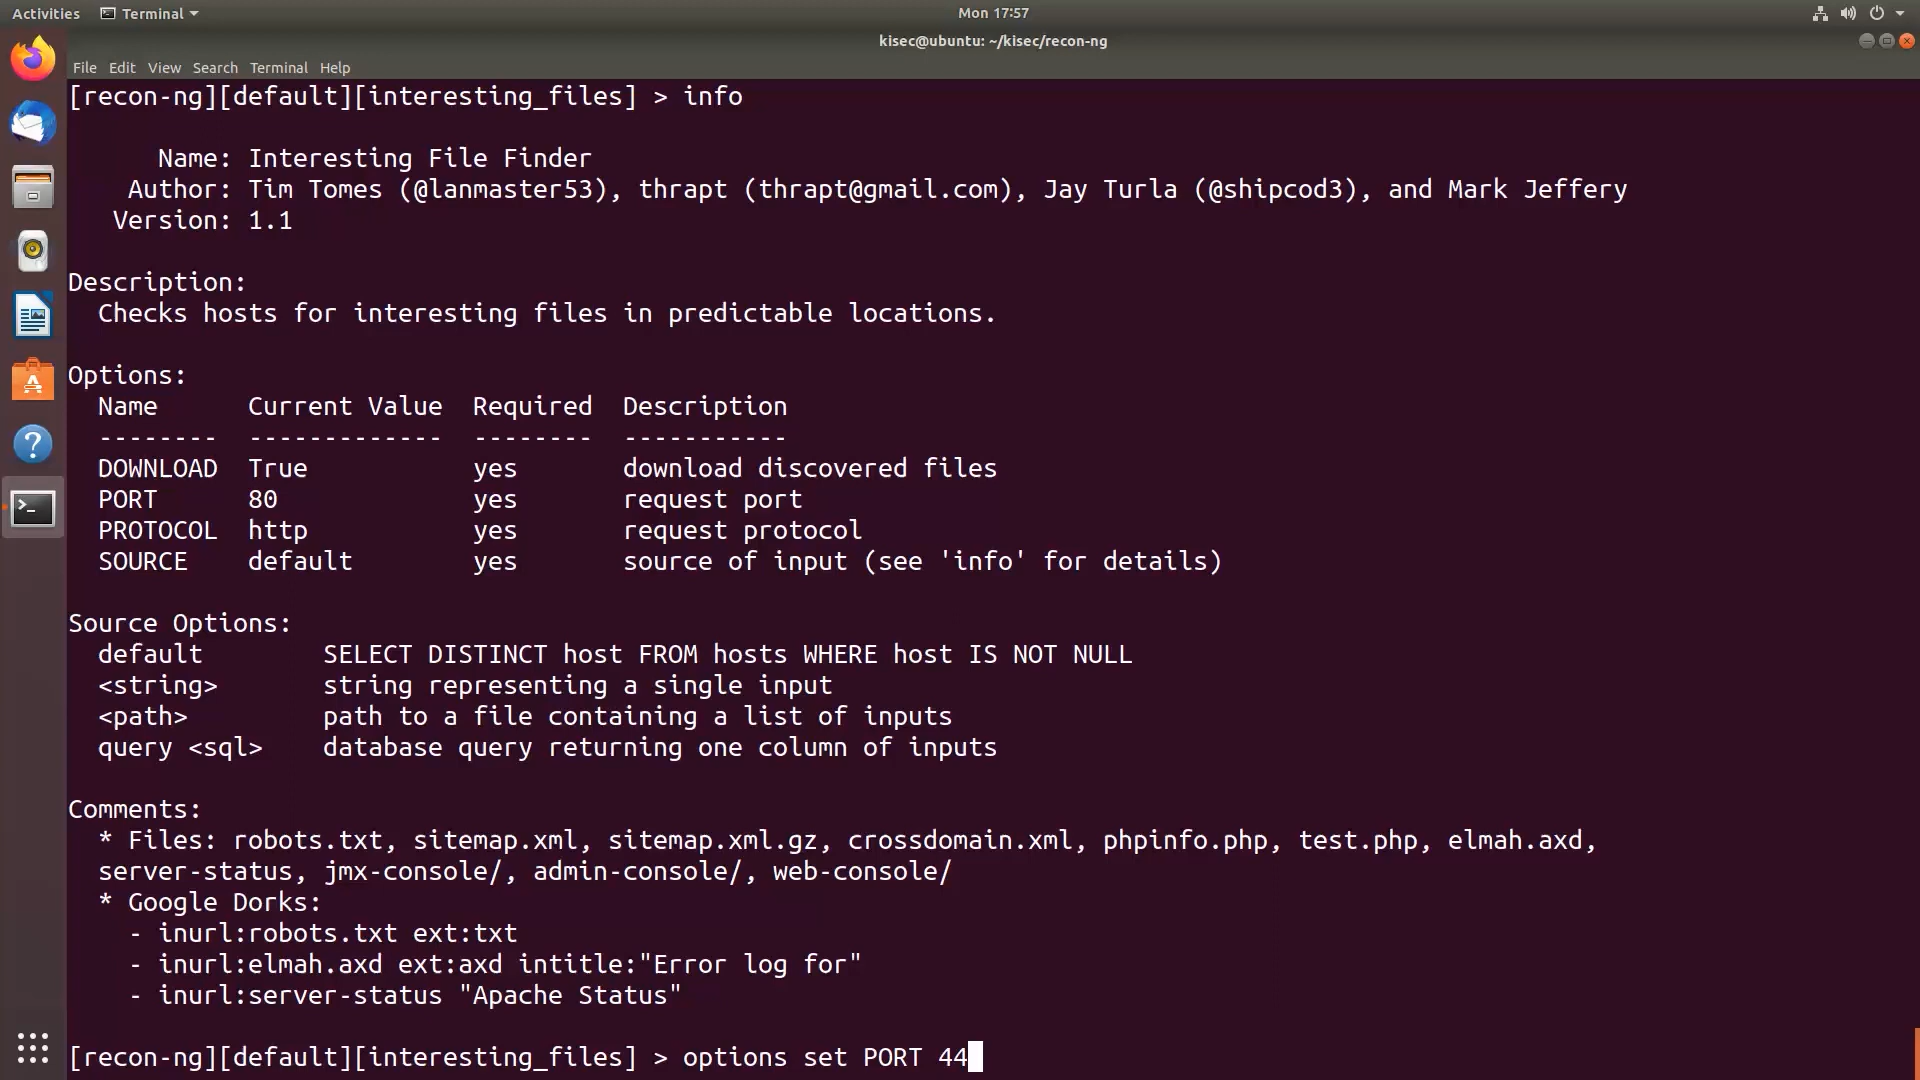 Activities Terminal Mon 17:57
kisec@ubuntu: ~/kisec/recon-ng
File Edit View Search Terminal Help
[recon-ng][default][interesting_files] > info
Name: Interesting File Finder
Author: Tim Tomes (@lanmaster53), thrapt (thrapt@gmail.com), Jay Turla (@shipcod3), and Mark Jeffery
Version: 1.1
Description:
Checks hosts for interesting files in predictable locations.
Options:
Name Current Value Required Description
-------- ------------- -------- -----------
DOWNLOAD True yes download discovered files
PORT 80 yes request port
PROTOCOL http yes request protocol
SOURCE default yes source of input (see 'info' for details)
Source Options:
default SELECT DISTINCT host FROM hosts WHERE host IS NOT NULL
<string> string representing a single input
<path> path to a file containing a list of inputs
query <sql> database query returning one column of inputs
Comments:
* Files: robots.txt, sitemap.xml, sitemap.xml.gz, crossdomain.xml, phpinfo.php, test.php, elmah.axd,
server-status, jmx-console/, admin-console/, web-console/
* Google Dorks:
- inurl:robots.txt ext:txt
- inurl:elmah.axd ext:axd intitle:"Error log for"
- inurl:server-status "Apache Status"
[recon-ng][default][interesting_files] > options set PORT 44